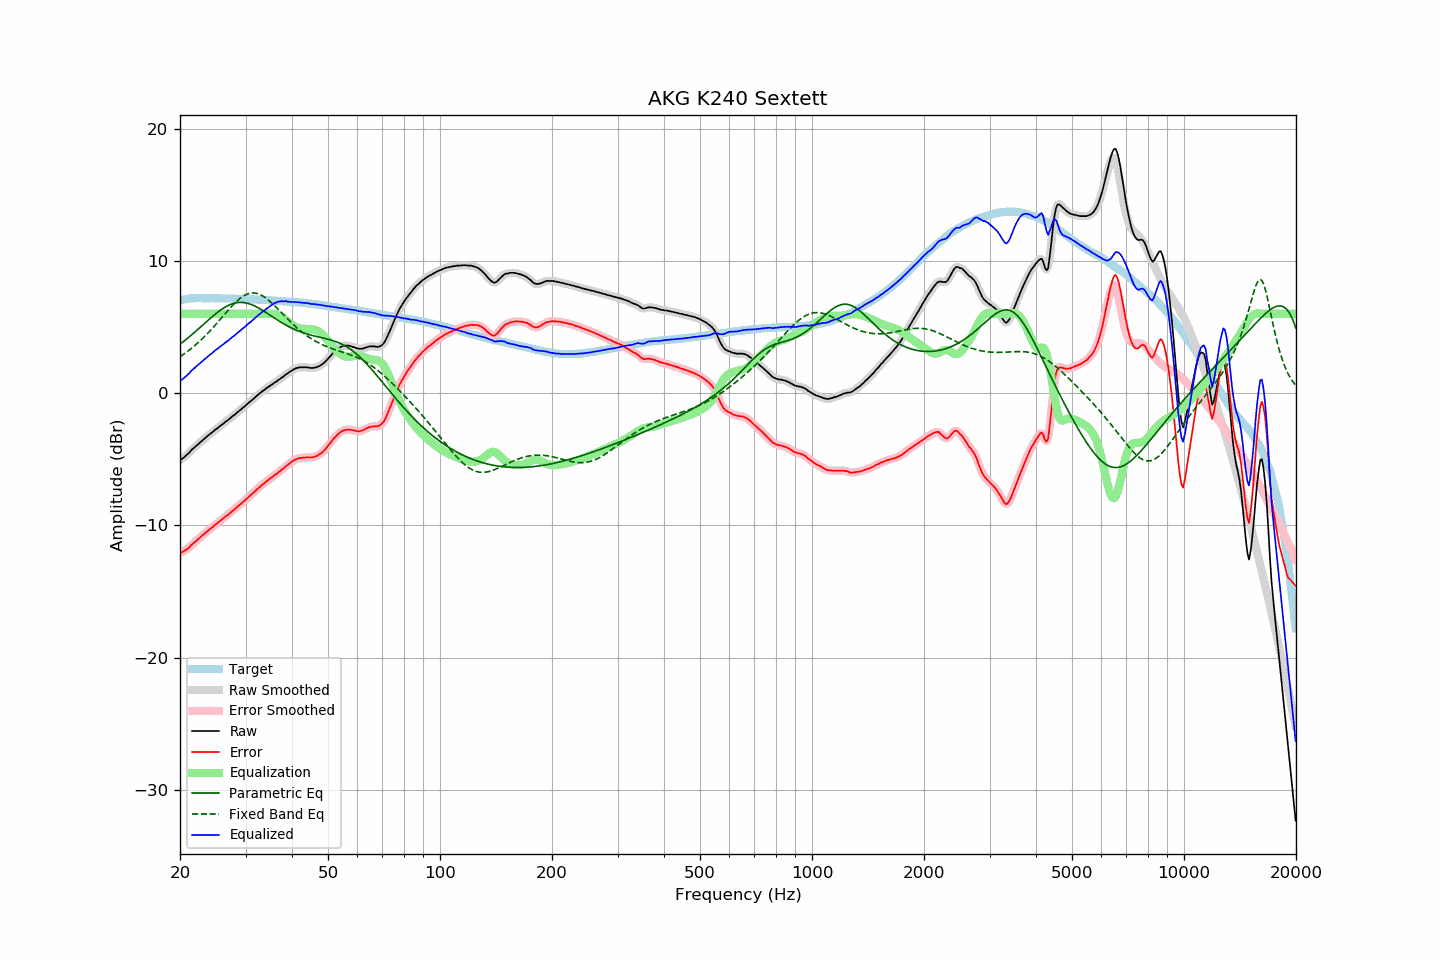 AKG K240 Sextett
20
10
0
−10
−20
−30
Amplitude (dBr)
Target
Raw Smoothed
Error Smoothed
Raw
Error
Equalization
Parametric Eq
Fixed Band Eq
Equalized
20 50 100 200 500 1000 2000 5000 10000 20000
Frequency (Hz)